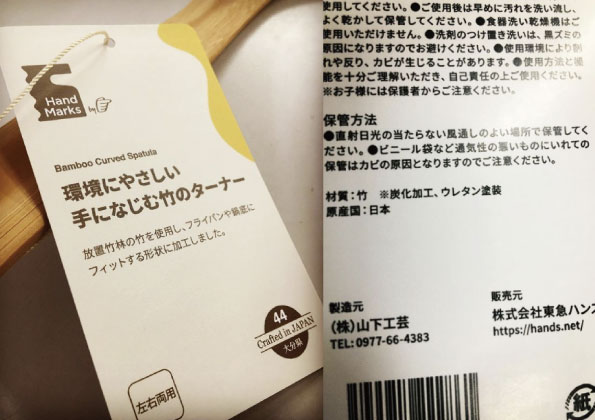 Hand
Marks
by
Bamboo Curved Spatula
環境にやさしい
手になじむ竹のターナー
放置竹林の竹を使用し、フライパンや鍋底に
フィットする形状に加工しました。
44
Crafted in JAPAN
大分県
左右両用
使用してください。●ご使用後は早めに汚れを洗い流し、
よく乾かして保管してください。●食器洗い乾燥機はご
使用いただけません。●洗剤のつけ置き洗いは、黒ズミの
原因になりますのでお避けください。●使用環境により割
れや反り、カビが生じることがあります。●使用方法と機
能を十分ご理解いただき、自己責任の上ご使用ください。
※お子様には保護者からご注意ください。
保管方法
●直射日光の当たらない風通しのよい場所で保管してく
ださい。●ビニール袋など通気性の悪いものにいれての
保管はカビの原因となりますのでご注意ください。
材質：竹 ※炭化加工、ウレタン塗装
原産国：日本
製造元
（株）山下工芸
TEL：0977-66-4383
販売元
株式会社東急ハンズ
https://hands.net/
紙